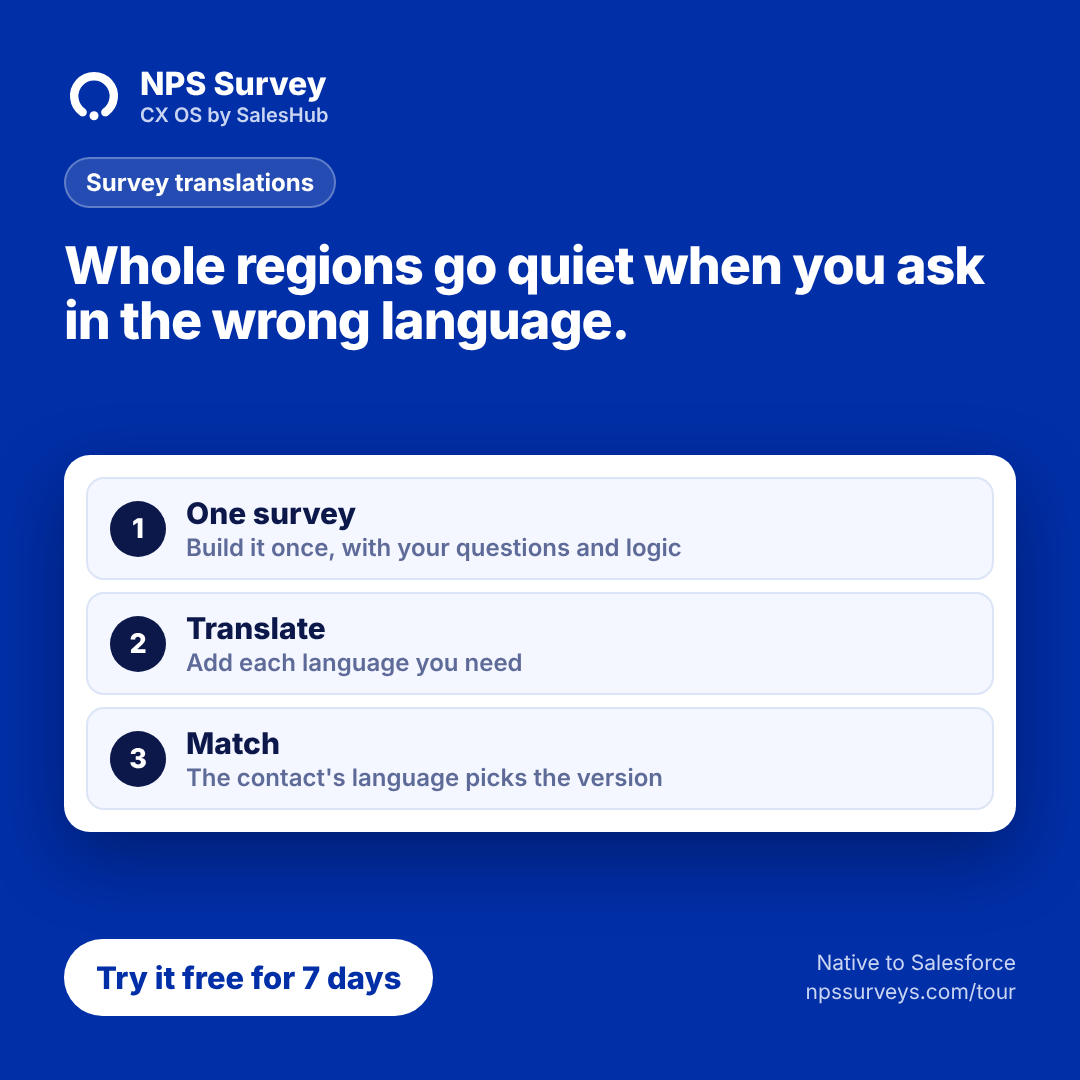 NPS Survey
CX OS by SalesHub
Survey translations
Whole regions go quiet when you ask
in the wrong language.
1
One survey
Build it once, with your questions and logic
2
Translate
Add each language you need
3
Match
The contact's language picks the version
Try it free for 7 days
Native to Salesforce
npssurveys.com/tour